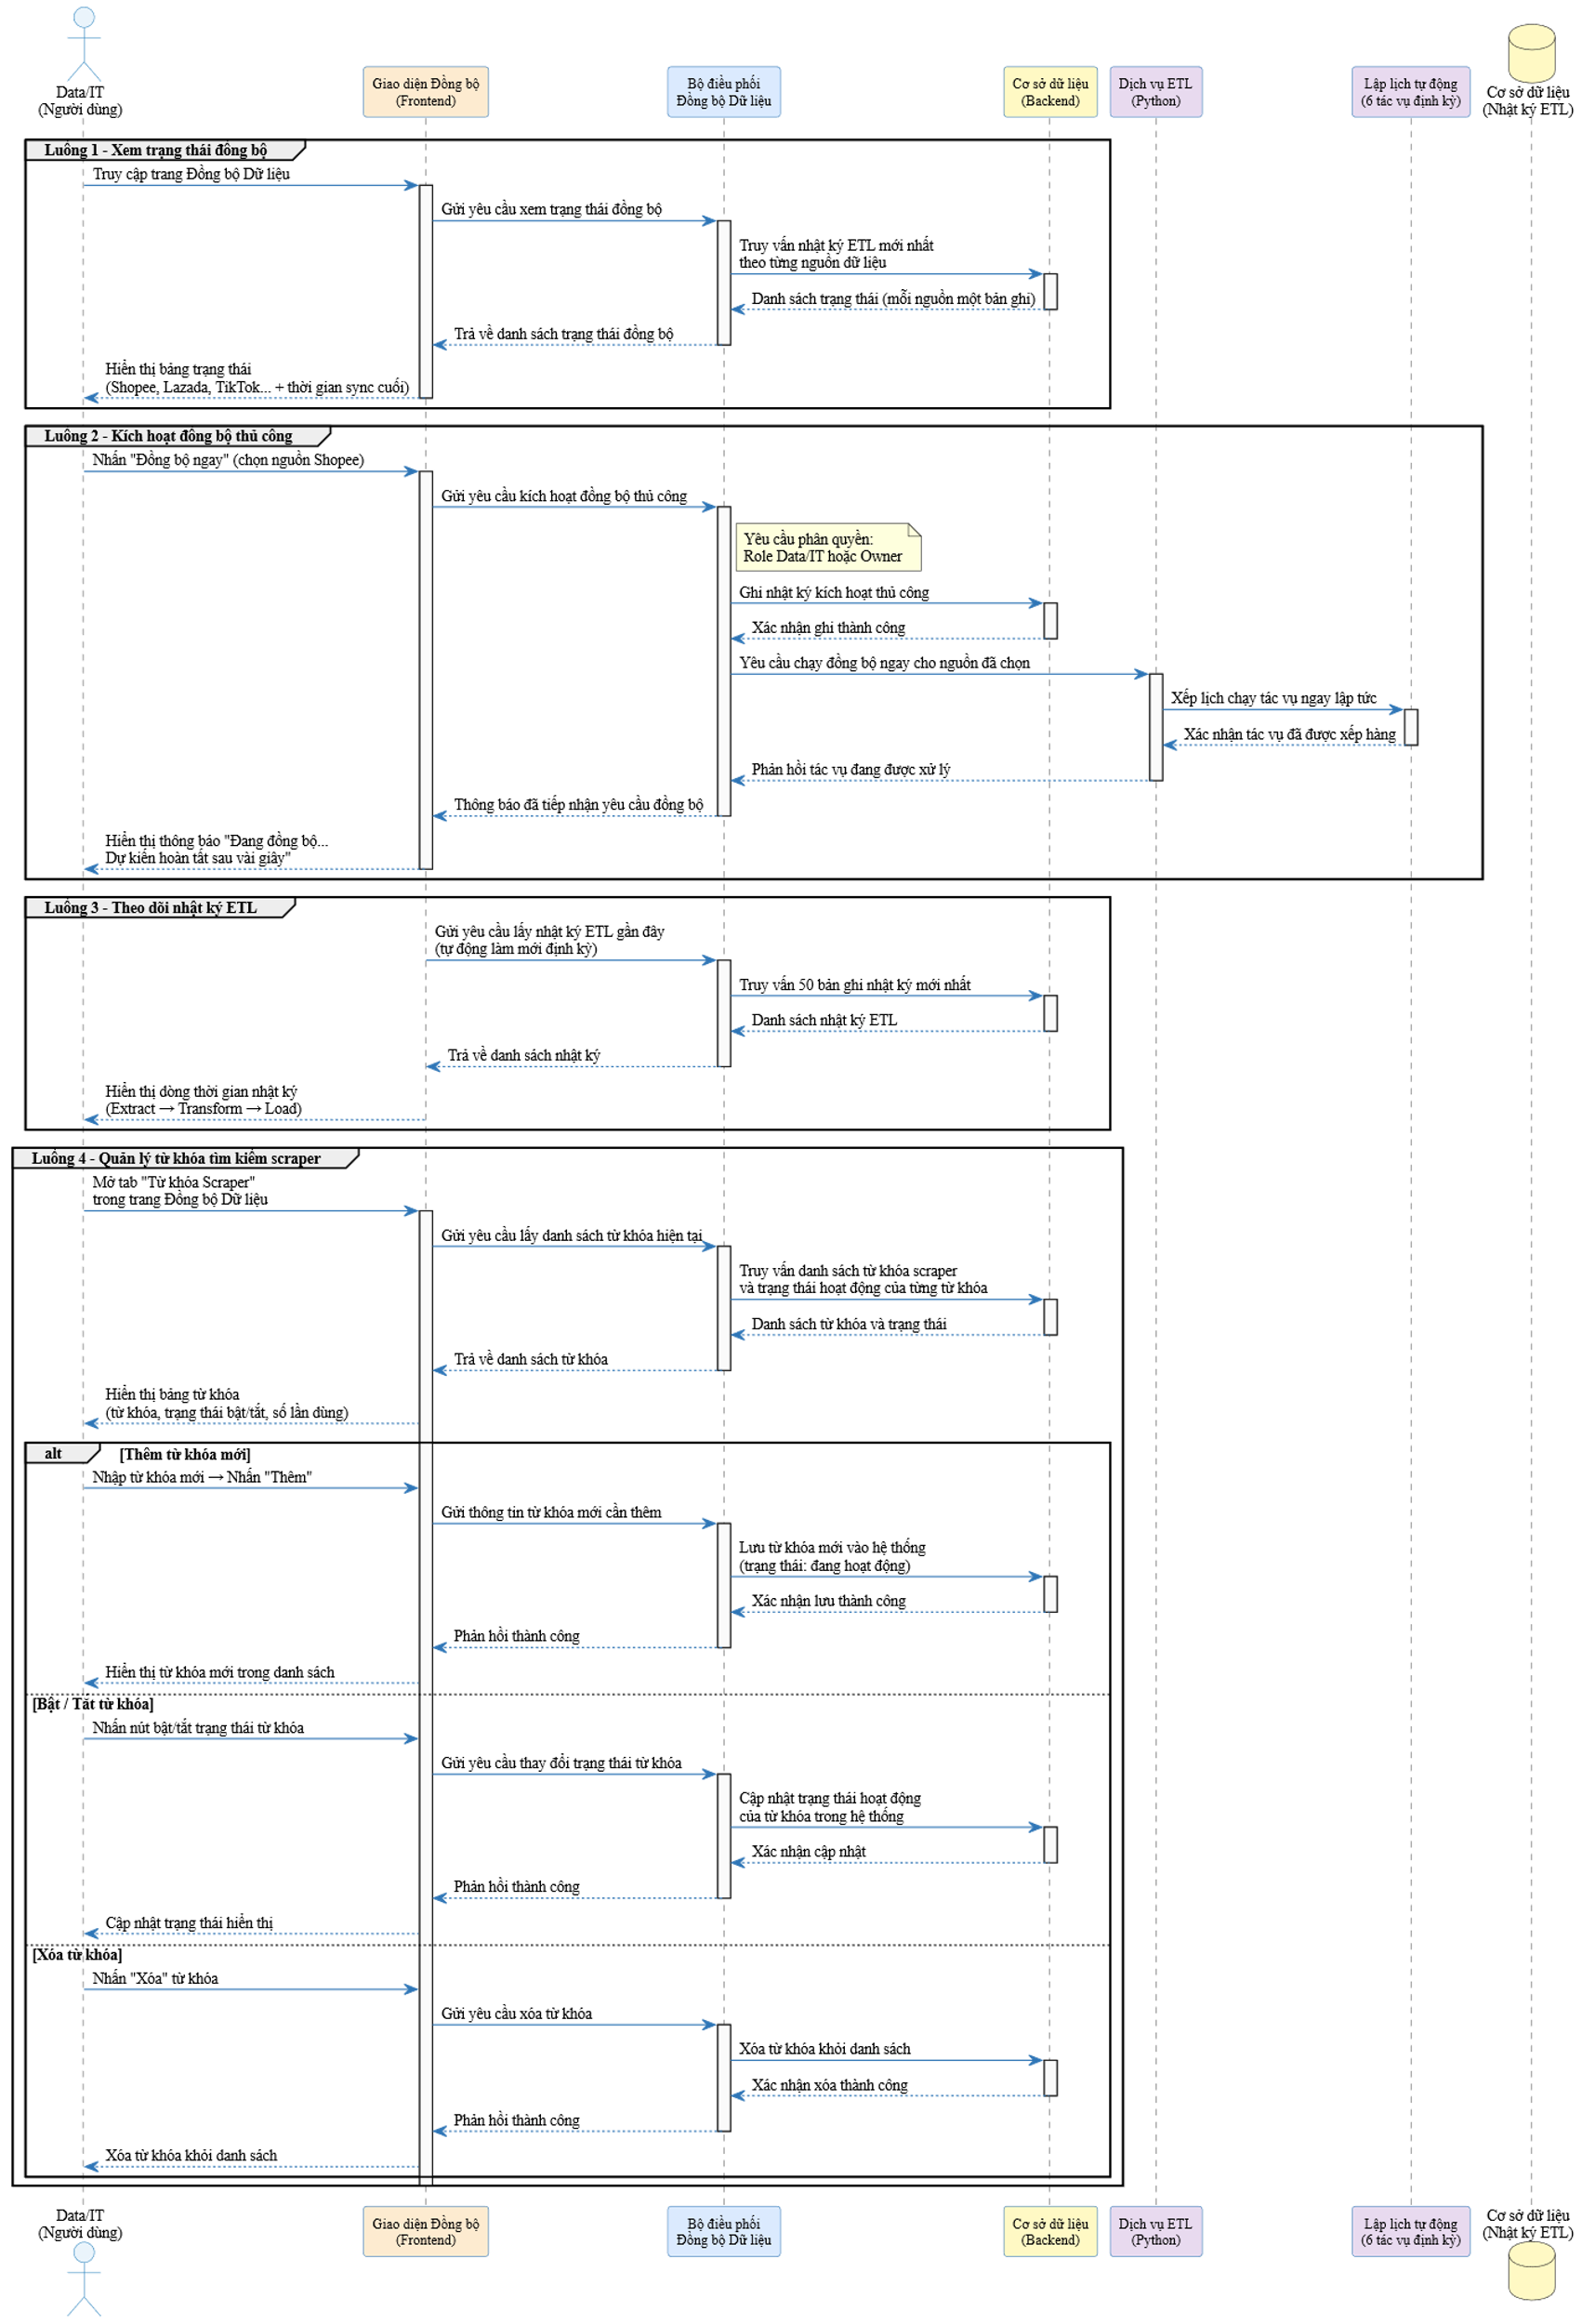 Data/IT
(Người dùng)
Giao diện Đồng bộ
(Frontend)
Bộ điều phối
Đồng bộ Dữ liệu
Cơ sở dữ liệu
(Backend)
Dịch vụ ETL
(Python)
Lập lịch tự động
(6 tác vụ định kỳ)
Cơ sở dữ liệu
(Nhật ký ETL)
Luồng 1 - Xem trạng thái đồng bộ
Truy cập trang Đồng bộ Dữ liệu
Gửi yêu cầu xem trạng thái đồng bộ
Truy vấn nhật ký ETL mới nhất
theo từng nguồn dữ liệu
Danh sách trạng thái (mỗi nguồn một bản ghi)
Trả về danh sách trạng thái đồng bộ
Hiển thị bảng trạng thái
(Shopee, Lazada, TikTok... + thời gian sync cuối)
Luồng 2 - Kích hoạt đồng bộ thủ công
Nhấn "Đồng bộ ngay" (chọn nguồn Shopee)
Gửi yêu cầu kích hoạt đồng bộ thủ công
Yêu cầu phân quyền:
Role Data/IT hoặc Owner
Ghi nhật ký kích hoạt thủ công
Xác nhận ghi thành công
Yêu cầu chạy đồng bộ ngay cho nguồn đã chọn
Xếp lịch chạy tác vụ ngay lập tức
Xác nhận tác vụ đã được xếp hàng
Phản hồi tác vụ đang được xử lý
Thông báo đã tiếp nhận yêu cầu đồng bộ
Hiển thị thông báo "Đang đồng bộ...
Dự kiến hoàn tất sau vài giây"
Luồng 3 - Theo dõi nhật ký ETL
Gửi yêu cầu lấy nhật ký ETL gần đây
(tự động làm mới định kỳ)
Truy vấn 50 bản ghi nhật ký mới nhất
Danh sách nhật ký ETL
Trả về danh sách nhật ký
Hiển thị dòng thời gian nhật ký
(Extract → Transform → Load)
Luồng 4 - Quản lý từ khóa tìm kiếm scraper
Mở tab "Từ khóa Scraper"
trong trang Đồng bộ Dữ liệu
Gửi yêu cầu lấy danh sách từ khóa hiện tại
Truy vấn danh sách từ khóa scraper
và trạng thái hoạt động của từng từ khóa
Danh sách từ khóa và trạng thái
Trả về danh sách từ khóa
Hiển thị bảng từ khóa
(từ khóa, trạng thái bật/tắt, số lần dùng)
alt [Thêm từ khóa mới]
Nhập từ khóa mới → Nhấn "Thêm"
Gửi thông tin từ khóa mới cần thêm
Lưu từ khóa mới vào hệ thống
(trạng thái: đang hoạt động)
Xác nhận lưu thành công
Phản hồi thành công
Hiển thị từ khóa mới trong danh sách
[Bật / Tắt từ khóa]
Nhấn nút bật/tắt trạng thái từ khóa
Gửi yêu cầu thay đổi trạng thái từ khóa
Cập nhật trạng thái hoạt động
của từ khóa trong hệ thống
Xác nhận cập nhật
Phản hồi thành công
Cập nhật trạng thái hiển thị
[Xóa từ khóa]
Nhấn "Xóa" từ khóa
Gửi yêu cầu xóa từ khóa
Xóa từ khóa khỏi danh sách
Xác nhận xóa thành công
Phản hồi thành công
Xóa từ khóa khỏi danh sách
Data/IT
(Người dùng)
Giao diện Đồng bộ
(Frontend)
Bộ điều phối
Đồng bộ Dữ liệu
Cơ sở dữ liệu
(Backend)
Dịch vụ ETL
(Python)
Lập lịch tự động
(6 tác vụ định kỳ)
Cơ sở dữ liệu
(Nhật ký ETL)